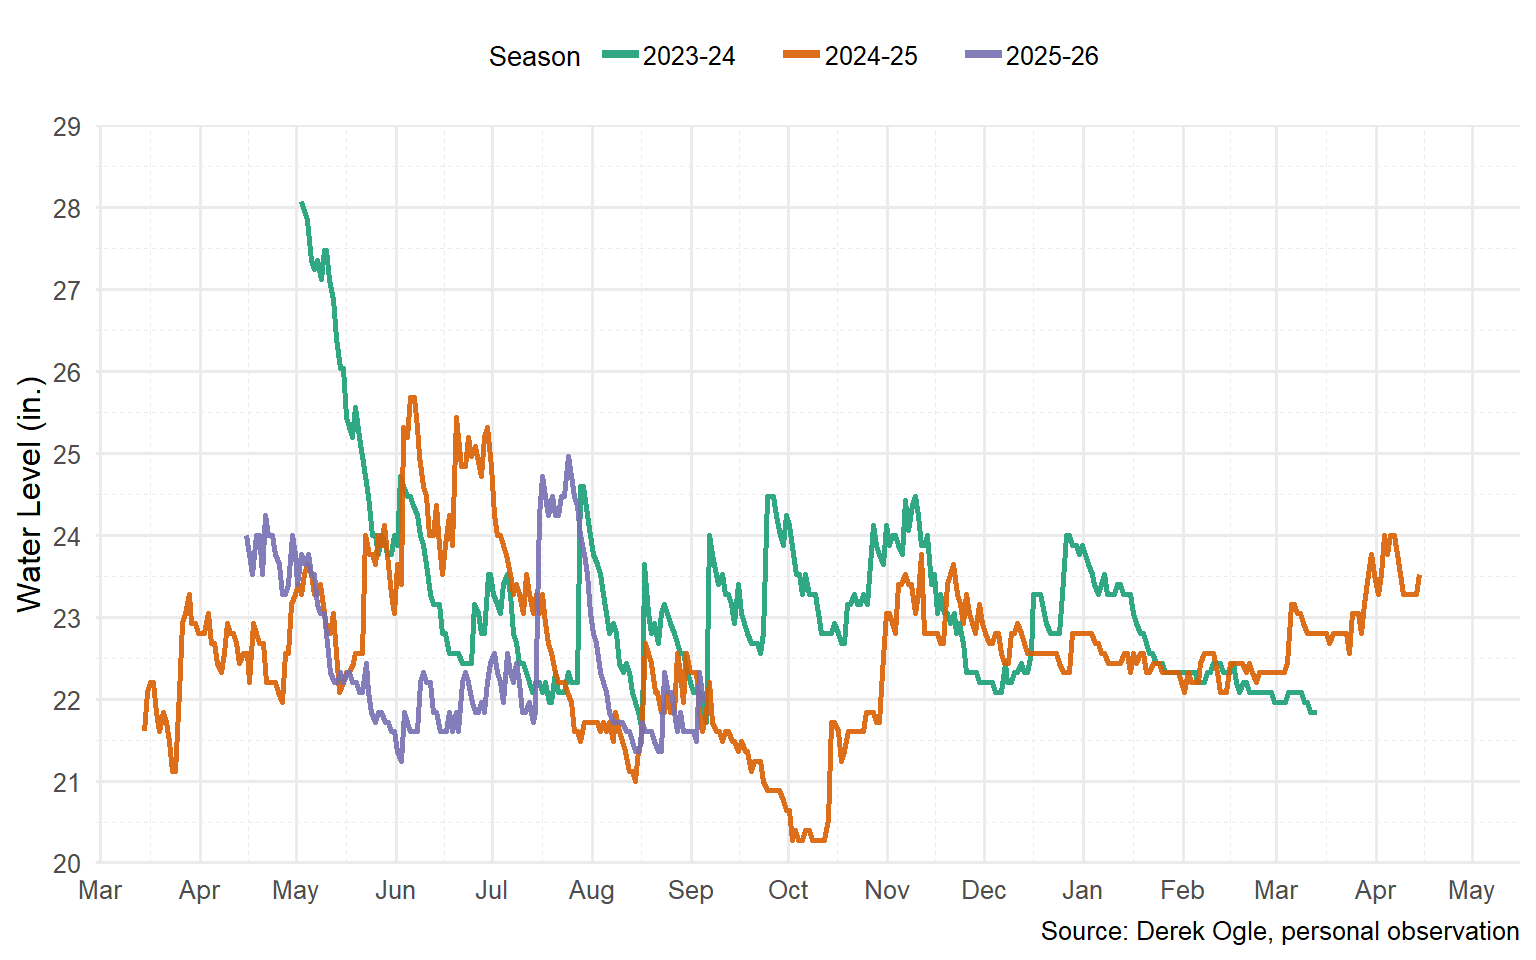 Season 2023-24 2024-25 2025-26
29
28
27
26
25
24
23
22
21
20
Water Level (in.)
Mar Apr May Jun Jul Aug Sep Oct Nov Dec Jan Feb Mar Apr May
Source: Derek Ogle, personal observation